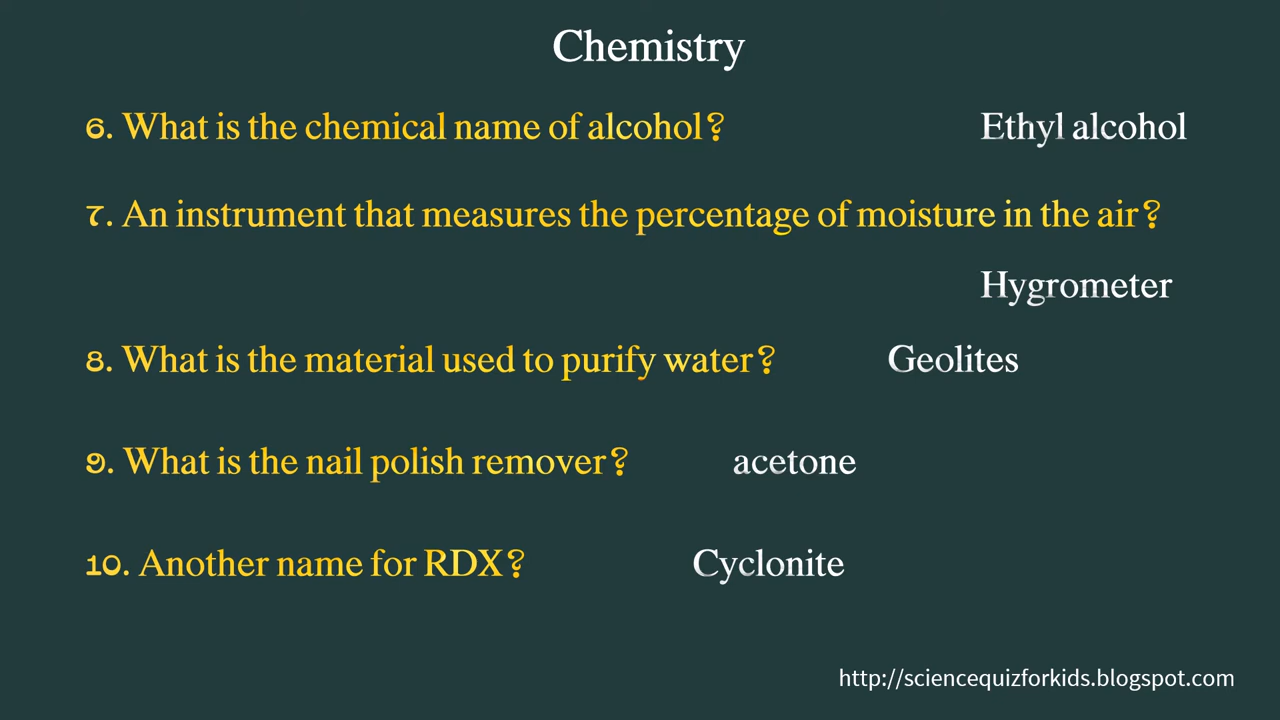 Chemistry
6. What is the chemical name of alcohol? Ethyl alcohol
7. An instrument that measures the percentage of moisture in the air?
Hygrometer
8. What is the material used to purify water? Geolites
9. What is the nail polish remover? acetone
10. Another name for RDX? Cyclonite
http://sciencequizforkids.blogspot.com